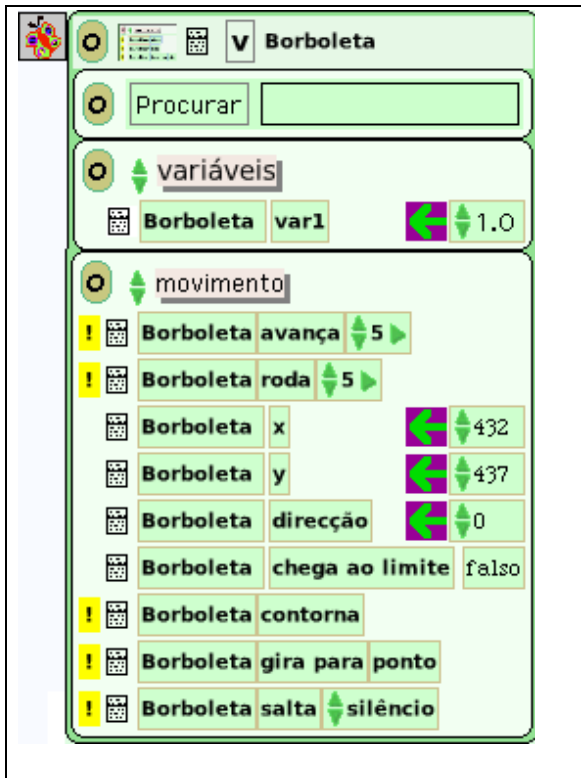 v Borboleta
Procurar
variáveis
Borboleta var1 1.0
movimento
! Borboleta avança 5
! Borboleta roda 5
Borboleta x 432
Borboleta y 437
Borboleta direcção 0
Borboleta chega ao limite falso
! Borboleta contorna
! Borboleta gira para ponto
! Borboleta salta silêncio